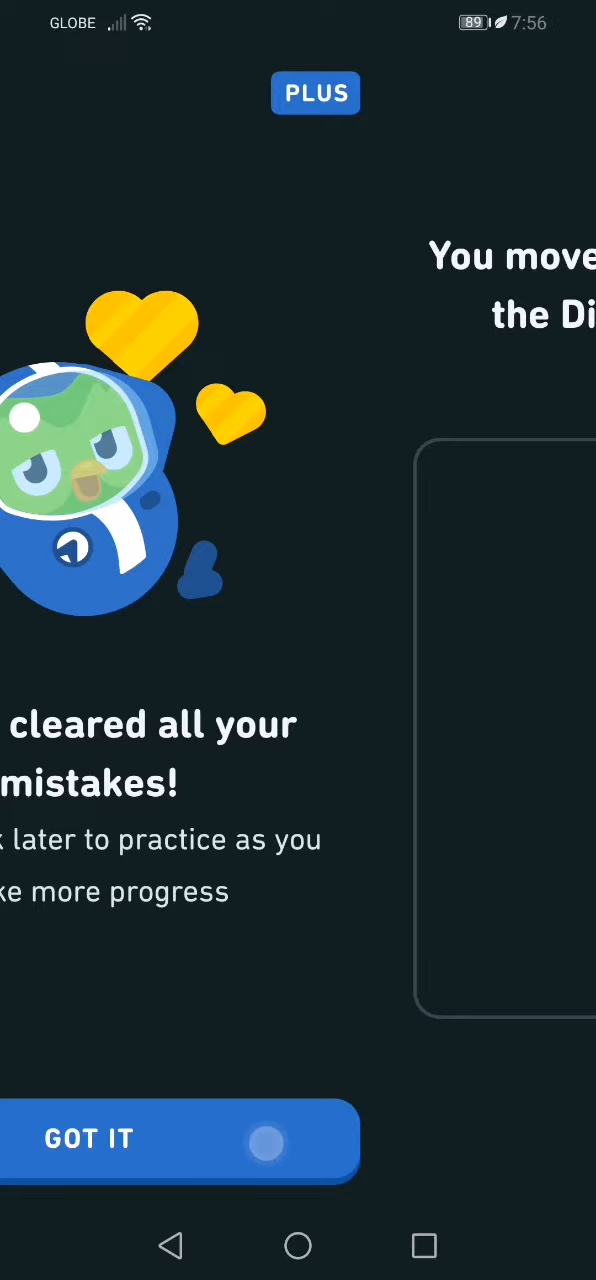 GLOBE
89
7:56
PLUS
You move
the Di
cleared all your
mistakes!
later to practice as you
ke more progress
GOT IT